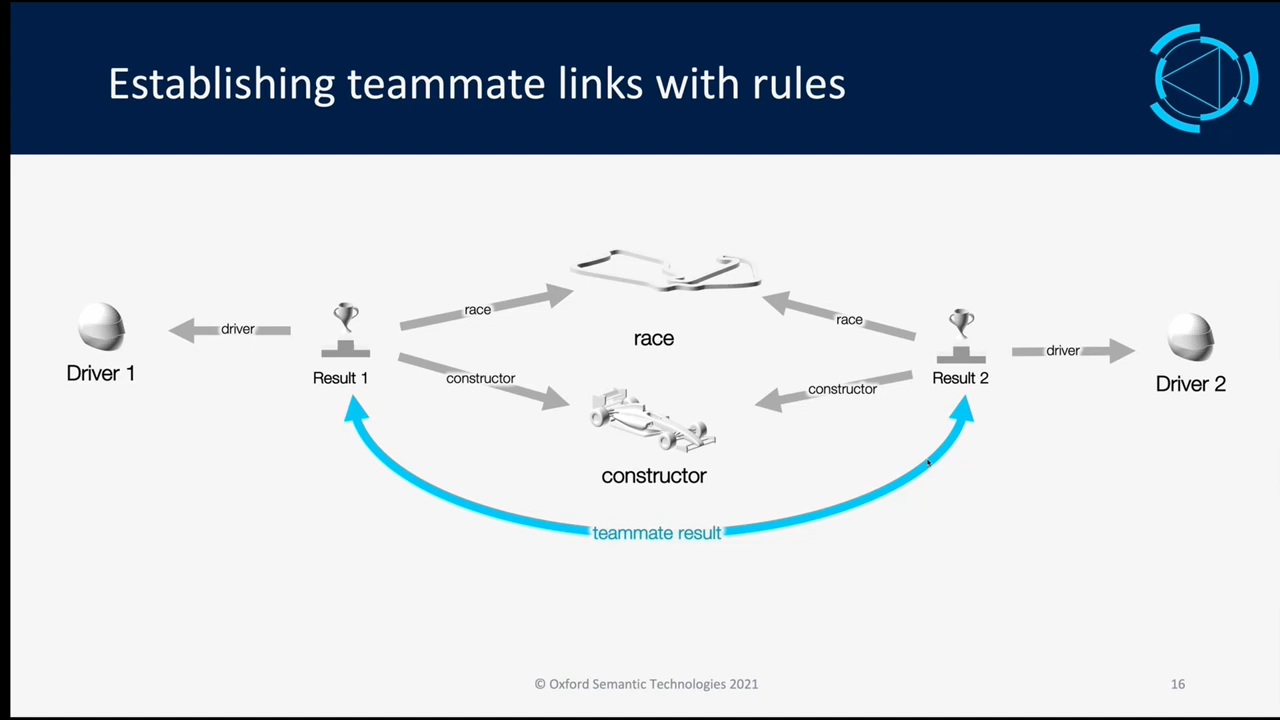 Establishing teammate links with rules
race
driver
Driver 1
Result 1
race
constructor
race
driver
Result 2
Driver 2
constructor
constructor
teammate result
© Oxford Semantic Technologies 2021
16